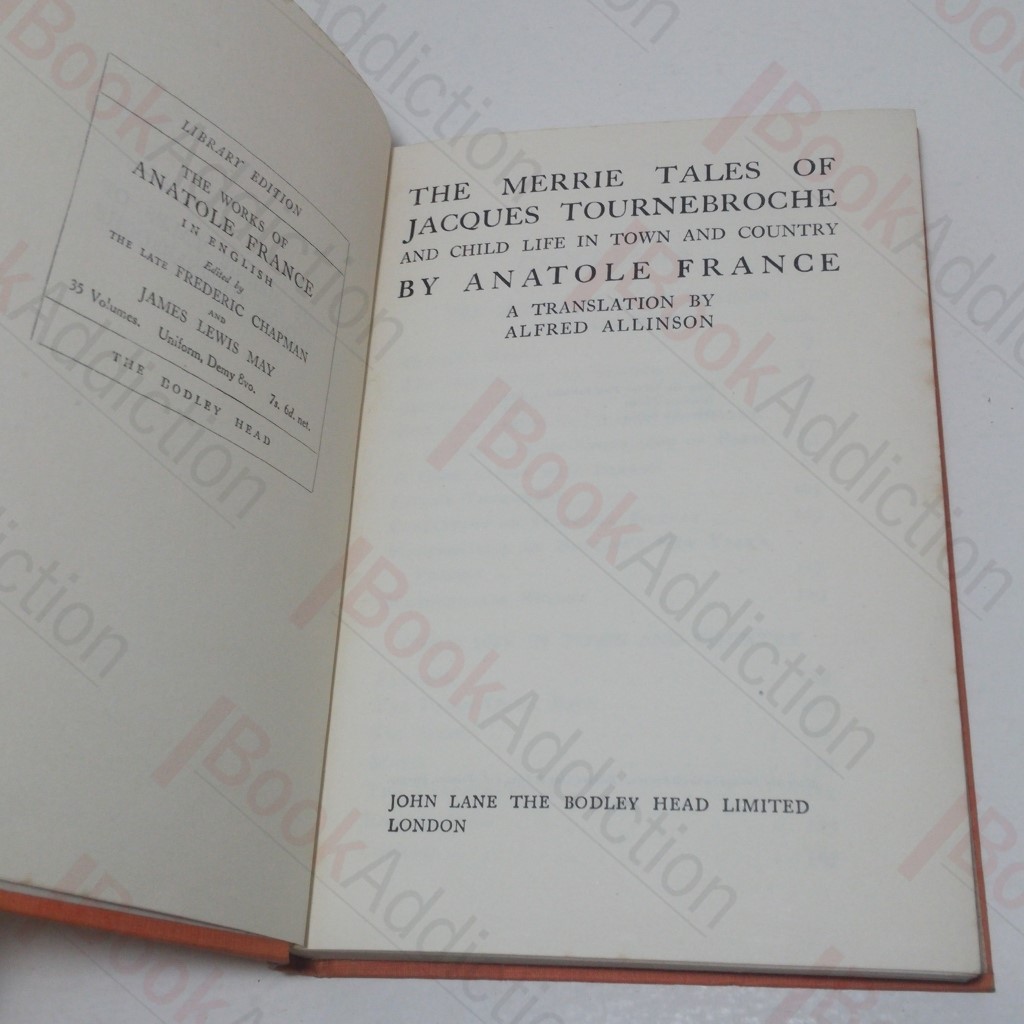 LIBRARY EDITION
THE WORKS OF
ANATOLE FRANCE
IN ENGLISH
Edited by
THE LATE FREDERIC CHAPMAN
AND
JAMES LEWIS MAY
35 Volumes. Uniform, Demy 8vo. 7s. 6d. net.
THE BODLEY HEAD
THE MERRIE TALES OF
JACQUES TOURNEBROCHE
AND CHILD LIFE IN TOWN AND COUNTRY
BY ANATOLE FRANCE
A TRANSLATION BY
ALFRED ALLINSON
JOHN LANE THE BODLEY HEAD LIMITED
LONDON
BookAddiction